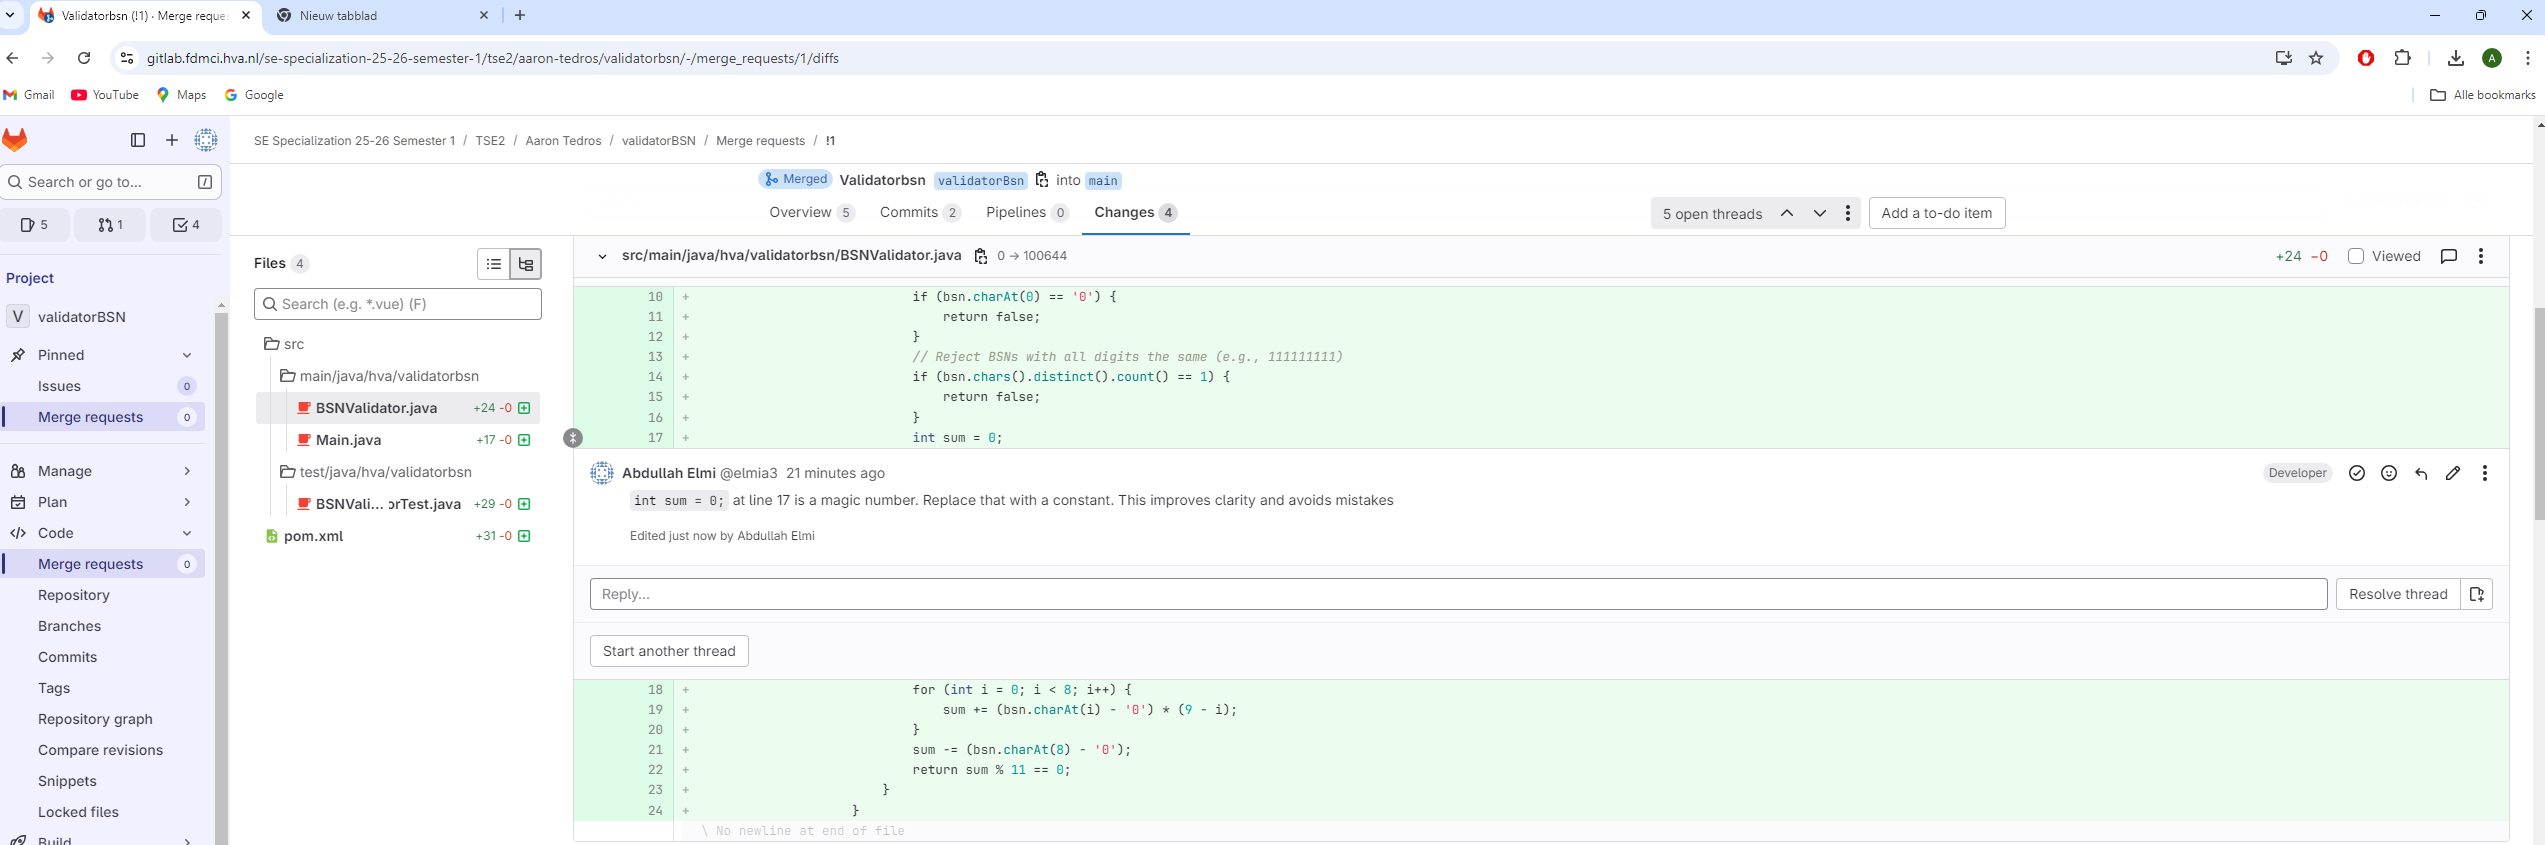 Validatorbsn (!1) · Merge reque
Nieuw tabblad
gitlab.fdmci.hva.nl/se-specialization-25-26-semester-1/tse2/aaron-tedros/validatorbsn/-/merge_requests/1/diffs
A
Gmail
YouTube
Maps
Google
Alle bookmarks
SE Specialization 25-26 Semester 1 / TSE2 / Aaron Tedros / validatorBSN / Merge requests / !1
Search or go to... /
5
1
4
Merged Validatorbsn validatorBsn into main
Overview 5 Commits 2 Pipelines 0 Changes 4
5 open threads
Add a to-do item
Project
V validatorBSN
Pinned
Issues 0
Merge requests 0
Manage
Plan
Code
Merge requests 0
Repository
Branches
Commits
Tags
Repository graph
Compare revisions
Snippets
Locked files
Build
Files 4
Search (e.g. *.vue) (F)
src
main/java/hva/validatorbsn
BSNValidator.java +24 -0
Main.java +17 -0
test/java/hva/validatorbsn
BSNVali... orTest.java +29 -0
pom.xml +31 -0
src/main/java/hva/validatorbsn/BSNValidator.java 0 → 100644 +24 −0 Viewed
10 + if (bsn.charAt(0) == '0') {
11 + return false;
12 + }
13 + // Reject BSNs with all digits the same (e.g., 111111111)
14 + if (bsn.chars().distinct().count() == 1) {
15 + return false;
16 + }
17 + int sum = 0;
Abdullah Elmi @elmia3 21 minutes ago Developer
int sum = 0; at line 17 is a magic number. Replace that with a constant. This improves clarity and avoids mistakes
Edited just now by Abdullah Elmi
Reply...
Resolve thread
Start another thread
18 + for (int i = 0; i < 8; i++) {
19 + sum += (bsn.charAt(i) - '0') * (9 - i);
20 + }
21 + sum -= (bsn.charAt(8) - '0');
22 + return sum % 11 == 0;
23 + }
24 + }
\ No newline at end of file